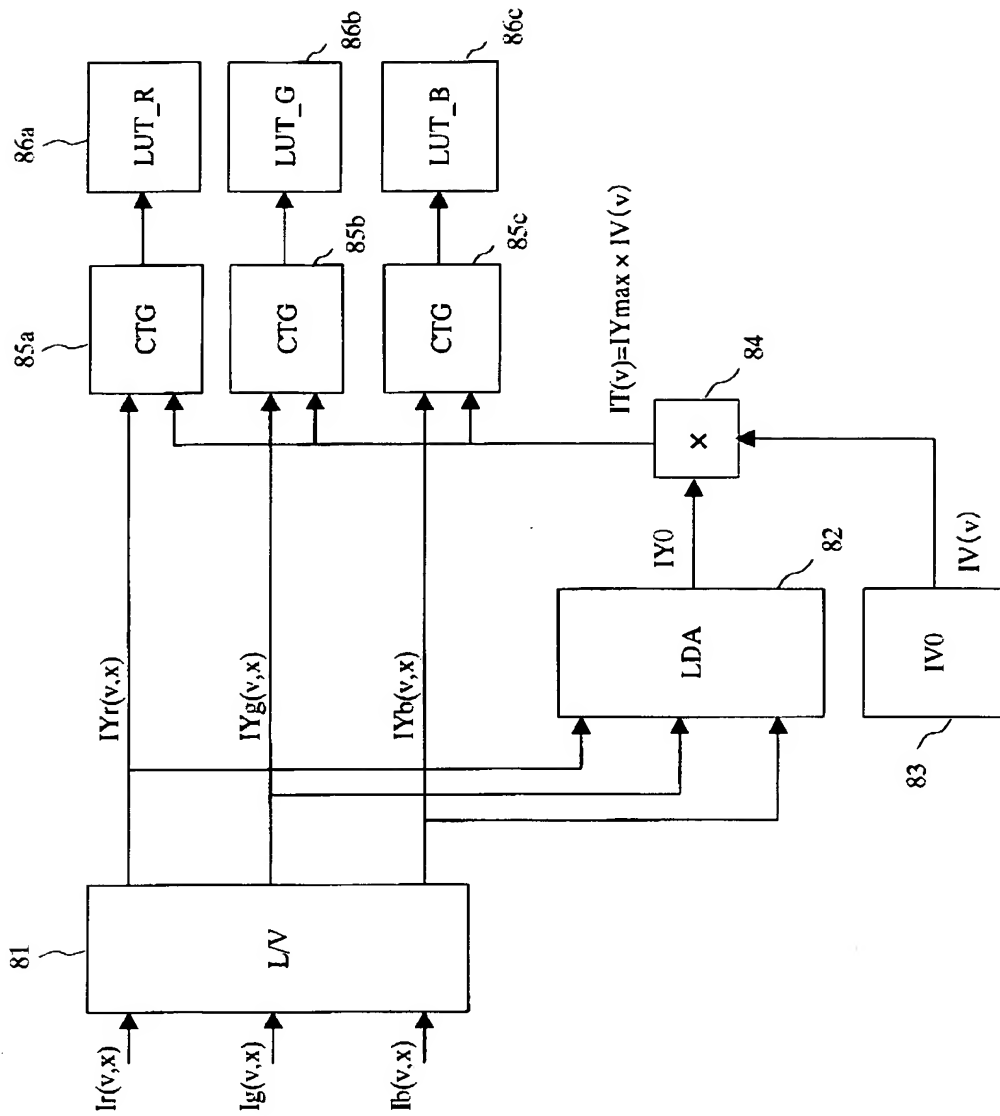 86a
LUT_R
86b
LUT_G
86c
LUT_B
85a
CTG
85b
CTG
85c
CTG
IT(v)=IYmax × IV(v)
84
×
IYr(v,x)
IYg(v,x)
IYb(v,x)
IY0
82
LDA
IV(v)
IV0
83
81
L/V
Ir(v,x)
Ig(v,x)
Ib(v,x)